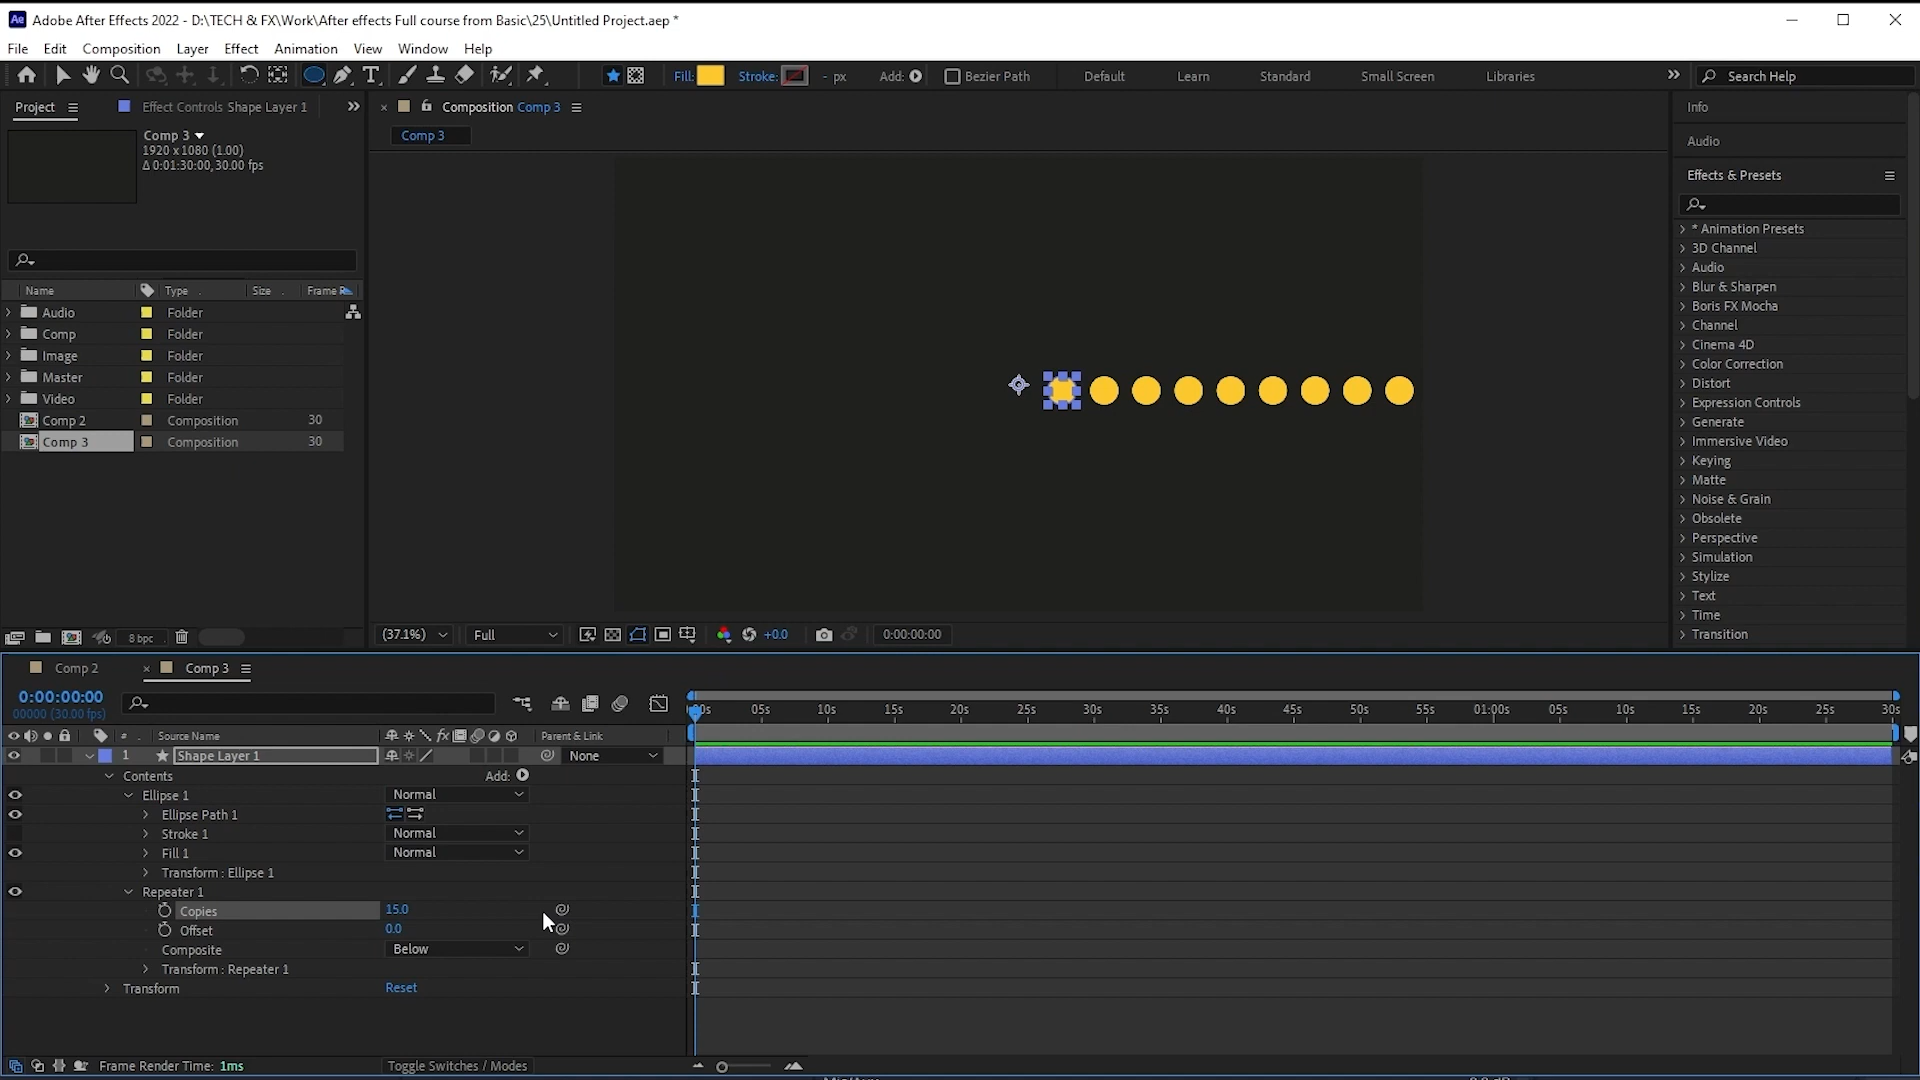 Adobe After Effects 2022 - D:\TECH & FX\Work\After effects Full course from Basic\25\Untitled Project.aep *
File Edit Composition Layer Effect Animation View Window Help
Fill: Stroke: - px Add: Bezier Path Default Learn Standard Small Screen Libraries Search Help
Project Effect Controls Shape Layer 1 Composition Comp 3 Info
Comp 3
1920 x 1080 (1.00)
Δ 0:01:30:00, 30.00 fps
Comp 3
Audio
Effects & Presets
Name Type Size Frame R
Audio Folder
Comp Folder
Image Folder
Master Folder
Video Folder
Comp 2 Composition 30
Comp 3 Composition 30
* Animation Presets
3D Channel
Audio
Blur & Sharpen
Boris FX Mocha
Channel
Cinema 4D
Color Correction
Distort
Expression Controls
Generate
Immersive Video
Keying
Matte
Noise & Grain
Obsolete
Perspective
Simulation
Stylize
Text
Time
Transition
8 bpc (37.1%) Full +0.0 0:00:00:00
Comp 2 Comp 3
0:00:00:00
00000 (30.00 fps)
00s 05s 10s 15s 20s 25s 30s 35s 40s 45s 50s 55s 01:00s 05s 10s 15s 20s 25s 30s
# Source Name fx Parent & Link
1 Shape Layer 1 None
Contents Add:
Ellipse 1 Normal
Ellipse Path 1
Stroke 1 Normal
Fill 1 Normal
Transform : Ellipse 1
Repeater 1
Copies 15.0
Offset 0.0
Composite Below
Transform : Repeater 1
Transform Reset
Frame Render Time: 1ms Toggle Switches / Modes